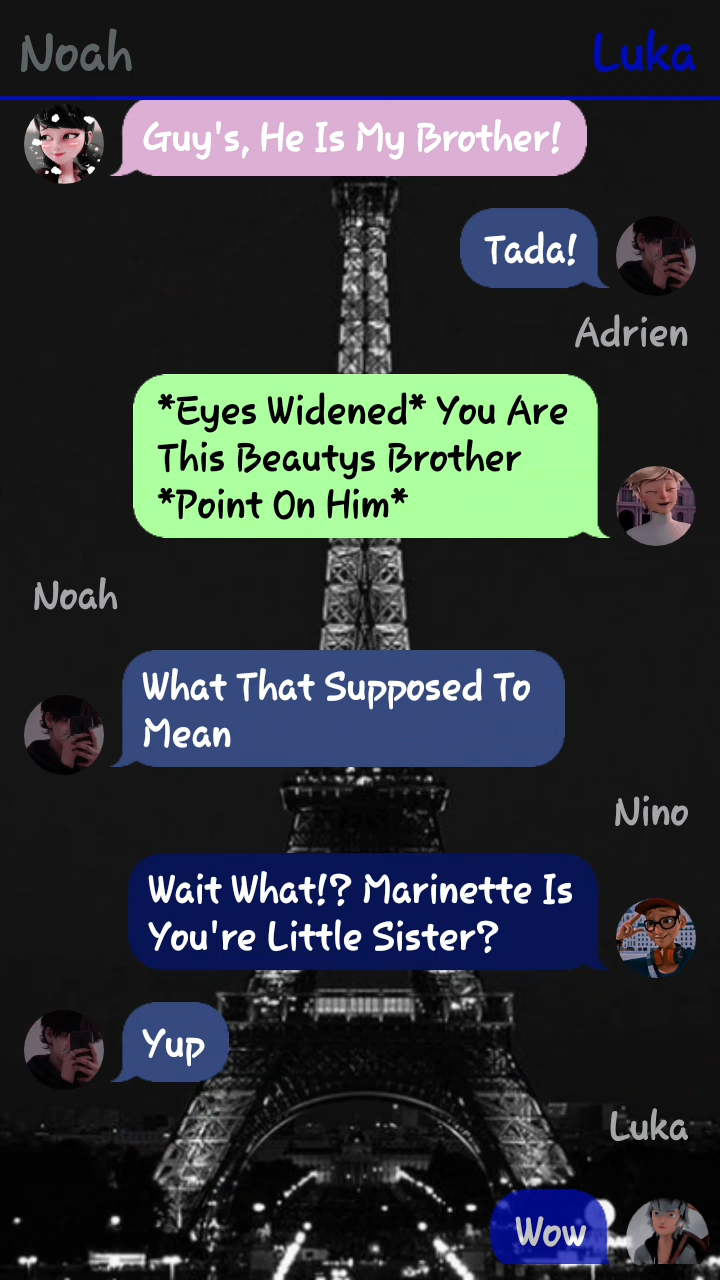 Noah
Luka
Guy's, He Is My Brother!
Tada!
Adrien
*Eyes Widened* You Are
This Beautys Brother
*Point On Him*
Noah
What That Supposed To
Mean
Nino
Wait What!? Marinette Is
You're Little Sister?
Yup
Luka
Wow